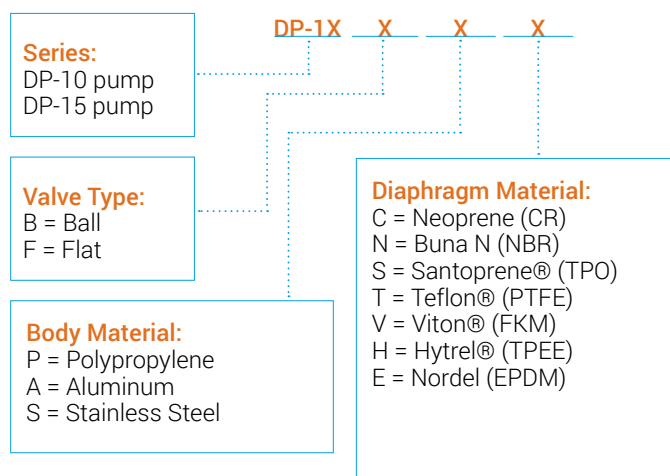 DP-1X X X X
Series:
DP-10 pump
DP-15 pump
Valve Type:
B = Ball
F = Flat
Body Material:
P = Polypropylene
A = Aluminum
S = Stainless Steel
Diaphragm Material:
C = Neoprene (CR)
N = Buna N (NBR)
S = Santoprene® (TPO)
T = Teflon® (PTFE)
V = Viton® (FKM)
H = Hytrel® (TPEE)
E = Nordel (EPDM)